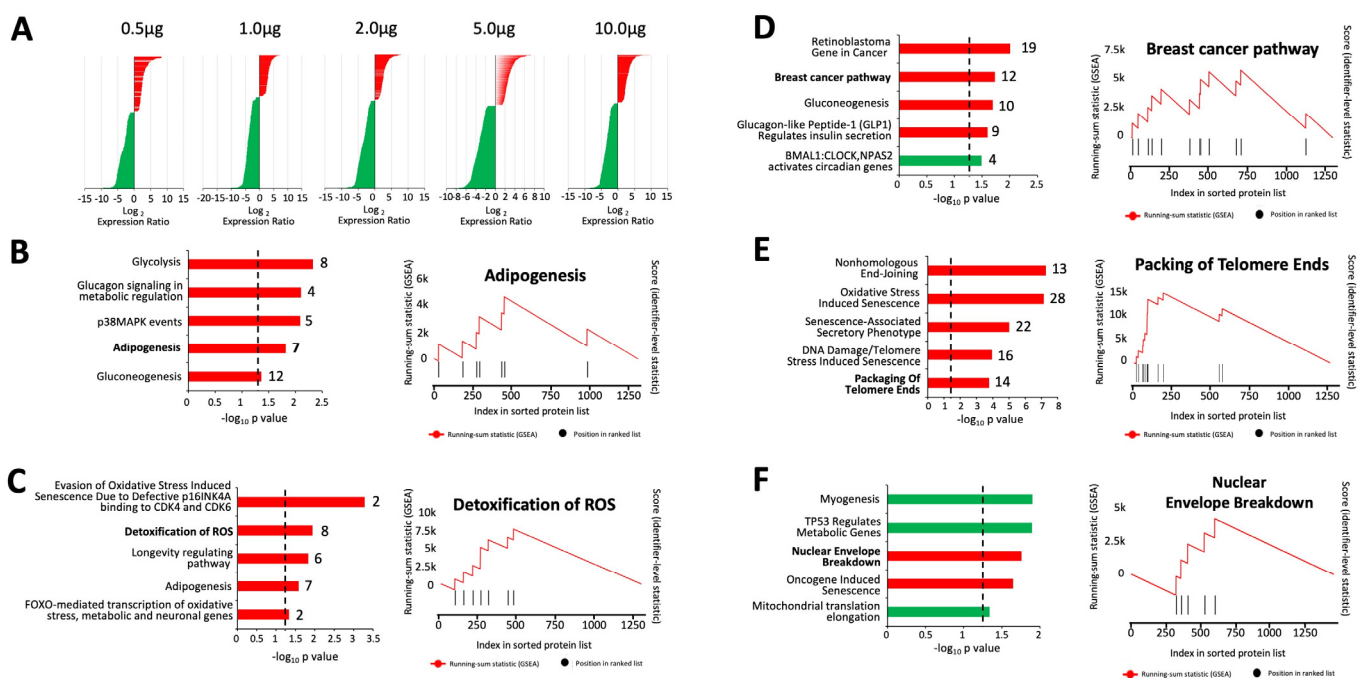 A
0.5µg
1.0µg
2.0µg
5.0µg
10.0µg
-15 -10 -5 0 5 10 15
-20 -15 -10 -5 0 5 10 15
-15 -10 -5 0 5 10 15
-10 -8 -6 -4 -2 0 2 4 6 8 10
-15 -10 -5 0 5 10 15
Log 2
Expression Ratio
Log 2
Expression Ratio
Log 2
Expression Ratio
Log 2
Expression Ratio
Log 2
Expression Ratio
B
Glycolysis
8
Glucagon signaling in
metabolic regulation
4
p38MAPK events
5
Adipogenesis
7
Gluconeogenesis
12
0 0.5 1 1.5 2 2.5
-log10 p value
Adipogenesis
Running-sum statistic (GSEA)
6k
4k
2k
0
0 250 500 750 1000 1250
Index in sorted protein list
Score (identifier-level statistic)
Running-sum statistic (GSEA)
Position in ranked list
C
Evasion of Oxidative Stress Induced
Senescence Due to Defective p16INK4A
binding to CDK4 and CDK6
2
Detoxification of ROS
8
Longevity regulating
pathway
6
Adipogenesis
7
FOXO-mediated transcription of oxidative
stress, metabolic and neuronal genes
2
0 0.5 1 1.5 2 2.5 3 3.5
-log10 p value
Detoxification of ROS
Running-sum statistic (GSEA)
10k
7.5k
5k
2.5k
0
0 250 500 750 1000 1250
Index in sorted protein list
Score (identifier-level statistic)
Running-sum statistic (GSEA)
Position in ranked list
D
Retinoblastoma
Gene in Cancer
19
Breast cancer pathway
12
Gluconeogenesis
10
Glucagon-like Peptide-1 (GLP1)
Regulates insulin secretion
9
BMAL1:CLOCK,NPAS2
activates circadian genes
4
0 0.5 1 1.5 2 2.5
-log10 p value
Breast cancer pathway
Running-sum statistic (GSEA)
7.5k
5k
2.5k
0
0 250 500 750 1000 1250
Index in sorted protein list
Score (identifier-level statistic)
Running-sum statistic (GSEA)
Position in ranked list
E
Nonhomologous
End-Joining
13
Oxidative Stress
Induced Senescence
28
Senescence-Associated
Secretory Phenotype
22
DNA Damage/Telomere
Stress Induced Senescence
16
Packaging Of
Telomere Ends
14
0 1 2 3 4 5 6 7 8
-log10 p value
Packing of Telomere Ends
Running-sum statistic (GSEA)
15k
10k
5k
0
0 250 500 750 1000 1250
Index in sorted protein list
Score (identifier-level statistic)
Running-sum statistic (GSEA)
Position in ranked list
F
Myogenesis
TP53 Regulates
Metabolic Genes
Nuclear Envelope
Breakdown
Oncogene Induced
Senescence
Mitochondrial translation
elongation
0 0.5 1 1.5 2
-log10 p value
Nuclear
Envelope Breakdown
Running-sum statistic (GSEA)
5k
2.5k
0
0 250 500 750 1000 1250
Index in sorted protein list
Score (identifier-level statistic)
Running-sum statistic (GSEA)
Position in ranked list